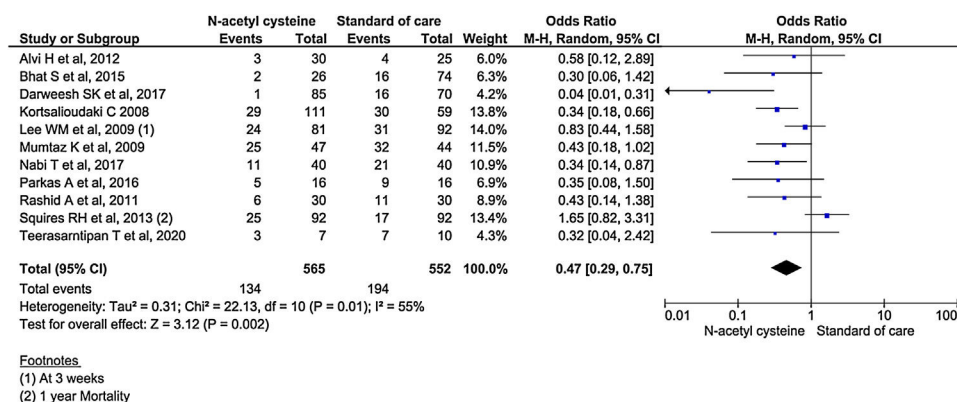 N-acetyl cysteine Standard of care Odds Ratio Odds Ratio
Study or Subgroup Events Total Events Total Weight M-H, Random, 95% CI M-H, Random, 95% CI
Alvi H et al, 2012 3 30 4 25 6.0% 0.58 [0.12, 2.89]
Bhat S et al, 2015 2 26 16 74 6.3% 0.30 [0.06, 1.42]
Darweesh SK et al, 2017 1 85 16 70 4.2% 0.04 [0.01, 0.31]
Kortsalioudaki C 2008 29 111 30 59 13.8% 0.34 [0.18, 0.66]
Lee WM et al, 2009 (1) 24 81 31 92 14.0% 0.83 [0.44, 1.58]
Mumtaz K et al, 2009 25 47 32 44 11.1% 0.43 [0.18, 1.02]
Nabi T et al, 2017 11 40 21 40 10.9% 0.34 [0.14, 0.87]
Parkas A et al, 2016 5 16 9 16 6.9% 0.35 [0.08, 1.50]
Rashid A et al, 2011 6 30 11 30 8.9% 0.43 [0.14, 1.38]
Squires RH et al, 2013 (2) 25 92 17 92 13.4% 1.65 [0.82, 3.31]
Teerasarntipan T et al, 2020 3 7 7 10 4.3% 0.32 [0.04, 2.42]
Total (95% CI) 565 552 100.0% 0.47 [0.29, 0.75]
Total events 134 194
Heterogeneity: Tau² = 0.31; Chi² = 22.13, df = 10 (P = 0.01); I² = 55%
Test for overall effect: Z = 3.12 (P = 0.002)
0.01 0.1 1 10 100
N-acetyl cysteine Standard of care
Footnotes
(1) At 3 weeks
(2) 1 year Mortality